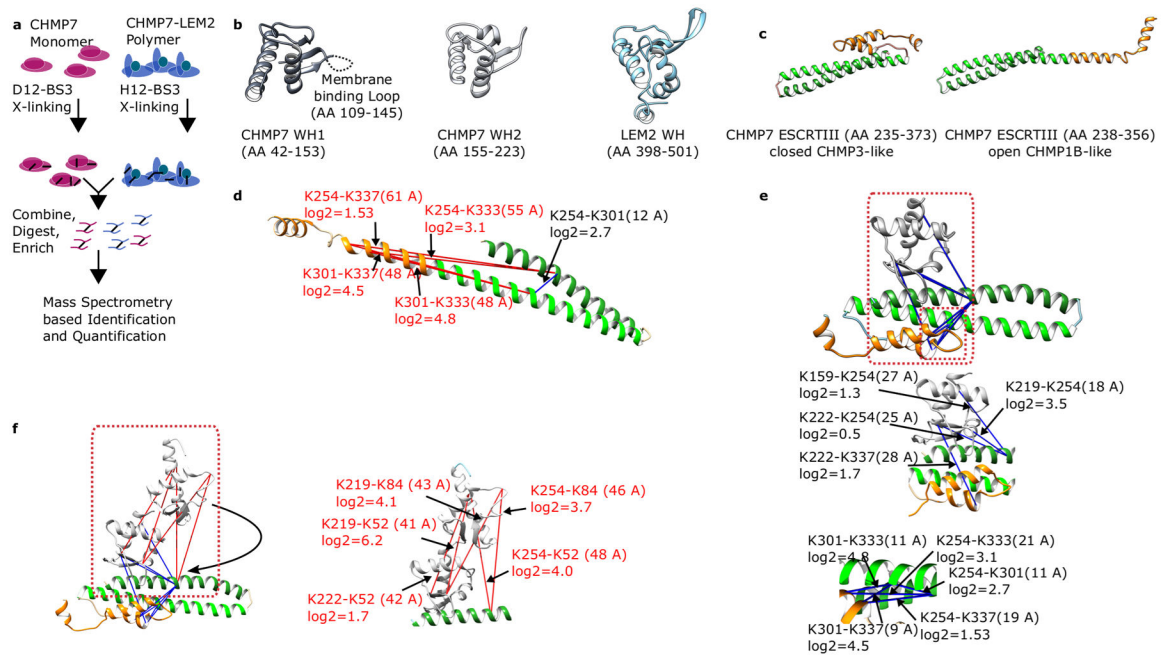 a
CHMP7
Monomer
CHMP7-LEM2
Polymer
D12-BS3
X-linking
H12-BS3
X-linking
Combine,
Digest,
Enrich
Mass Spectrometry
based Identification
and Quantification
b
Membrane
binding Loop
(AA 109-145)
CHMP7 WH1
(AA 42-153)
CHMP7 WH2
(AA 155-223)
LEM2 WH
(AA 398-501)
c
CHMP7 ESCRTIII (AA 235-373)
closed CHMP3-like
CHMP7 ESCRTIII (AA 238-356)
open CHMP1B-like
d
K254-K337(61 A)
log2=1.53
K254-K333(55 A)
log2=3.1
K254-K301(12 A)
log2=2.7
K301-K337(48 A)
log2=4.5
K301-K333(48 A)
log2=4.8
e
K159-K254(27 A)
log2=1.3
K219-K254(18 A)
log2=3.5
K222-K254(25 A)
log2=0.5
K222-K337(28 A)
log2=1.7
K301-K333(11 A)
log2=4.8
K254-K333(21 A)
log2=3.1
K254-K301(11 A)
log2=2.7
K254-K337(19 A)
log2=1.53
K301-K337(9 A)
log2=4.5
f
K219-K84 (43 A)
log2=4.1
K254-K84 (46 A)
log2=3.7
K219-K52 (41 A)
log2=6.2
K254-K52 (48 A)
log2=4.0
K222-K52 (42 A)
log2=1.7